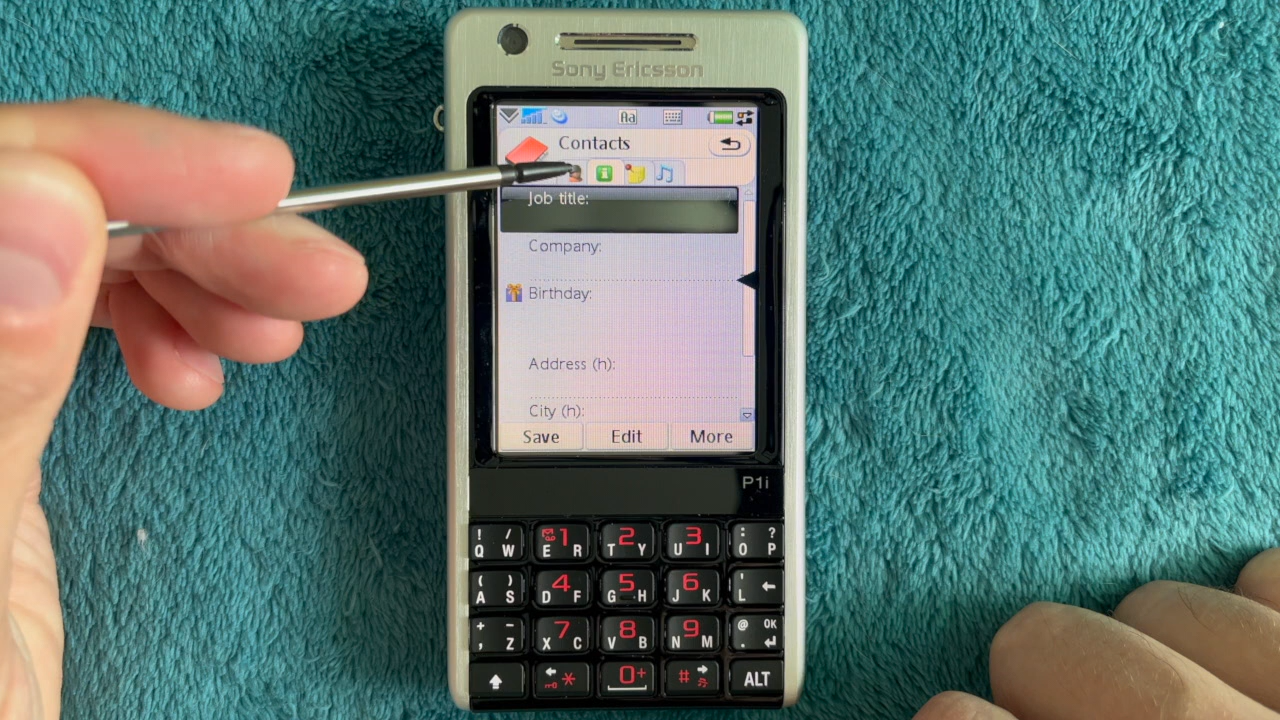 Sony Ericsson
Aa
Contacts
Job title:
Company:
Birthday:
Address (h):
City (h):
Save Edit More
P1i
! / 1 2 3 : ?
Q W E R T Y U I O P
( ) 4 5 6 '
A S D F G H J K L
+ - 7 8 9 @ OK
, Z X C V B N M .
* 0+ # ALT